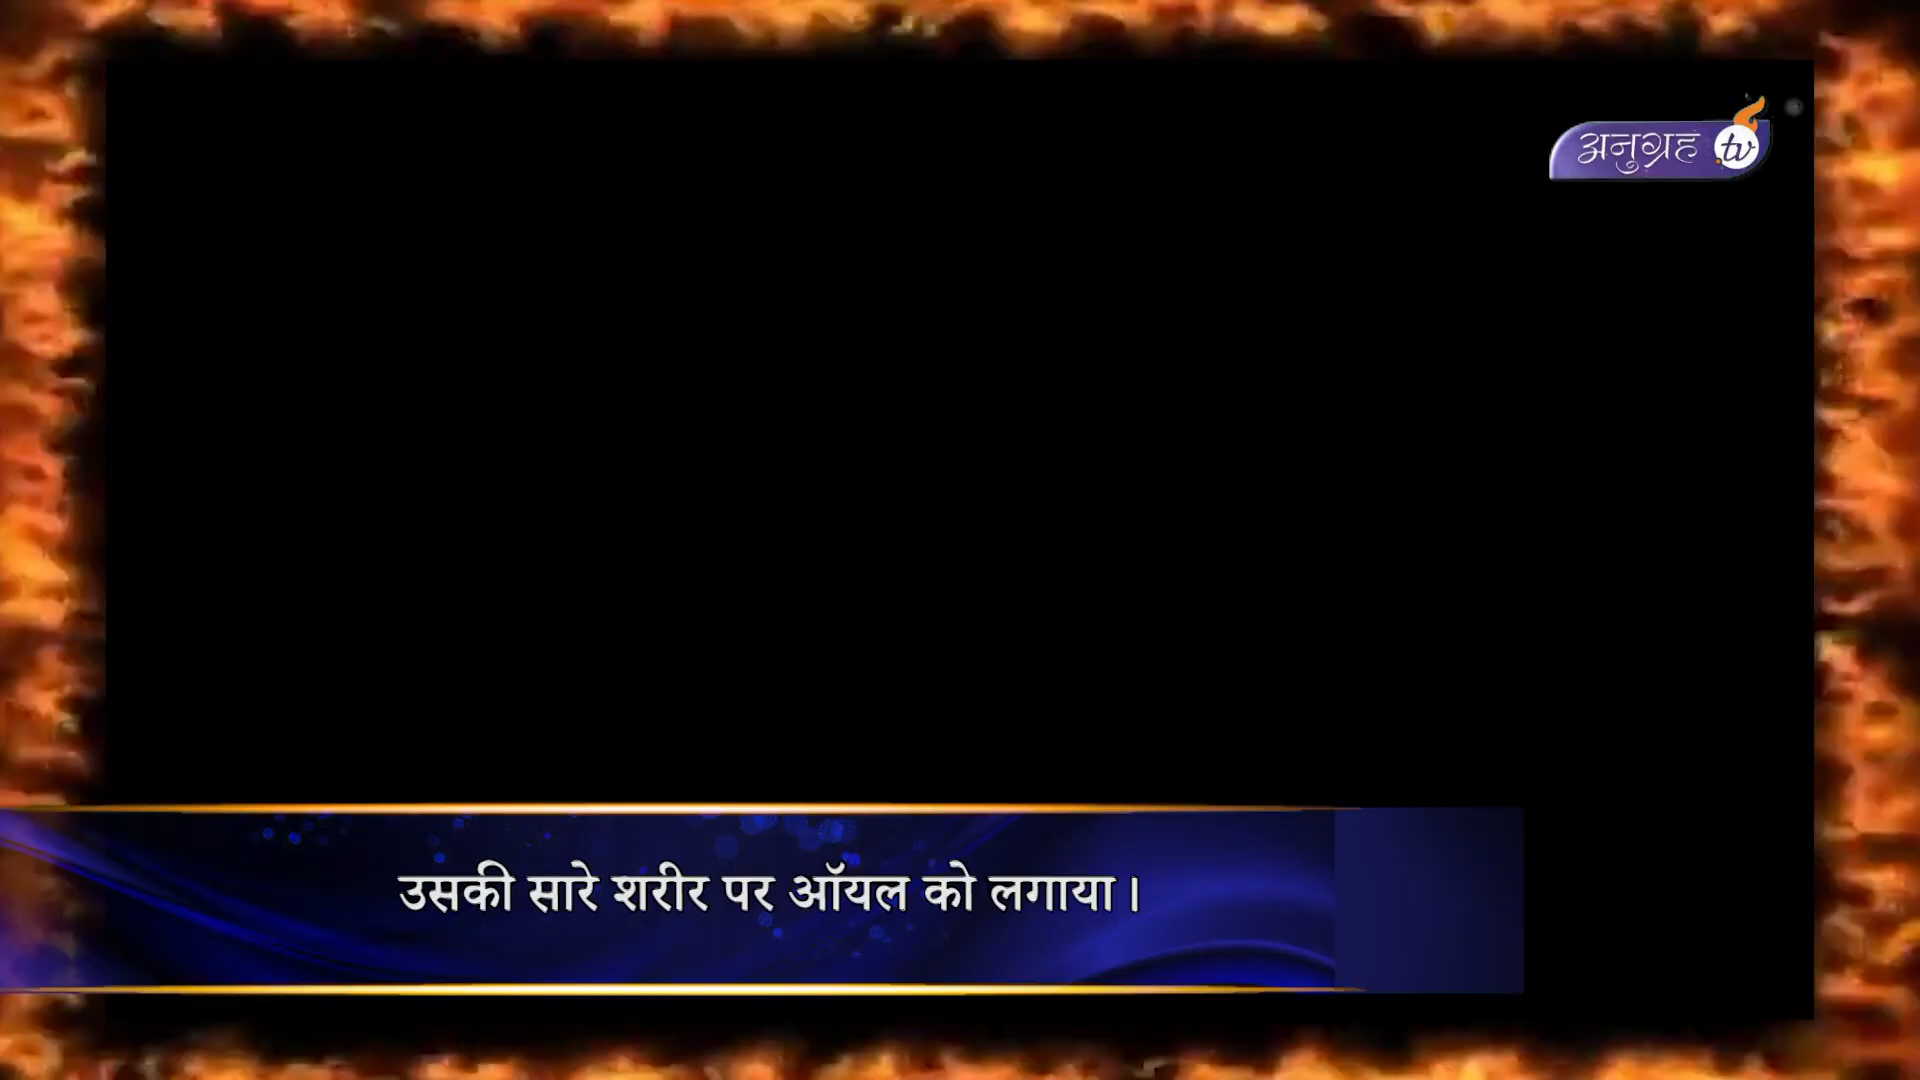 अनुग्रह .tv
उसकी सारे शरीर पर ऑयल को लगाया।